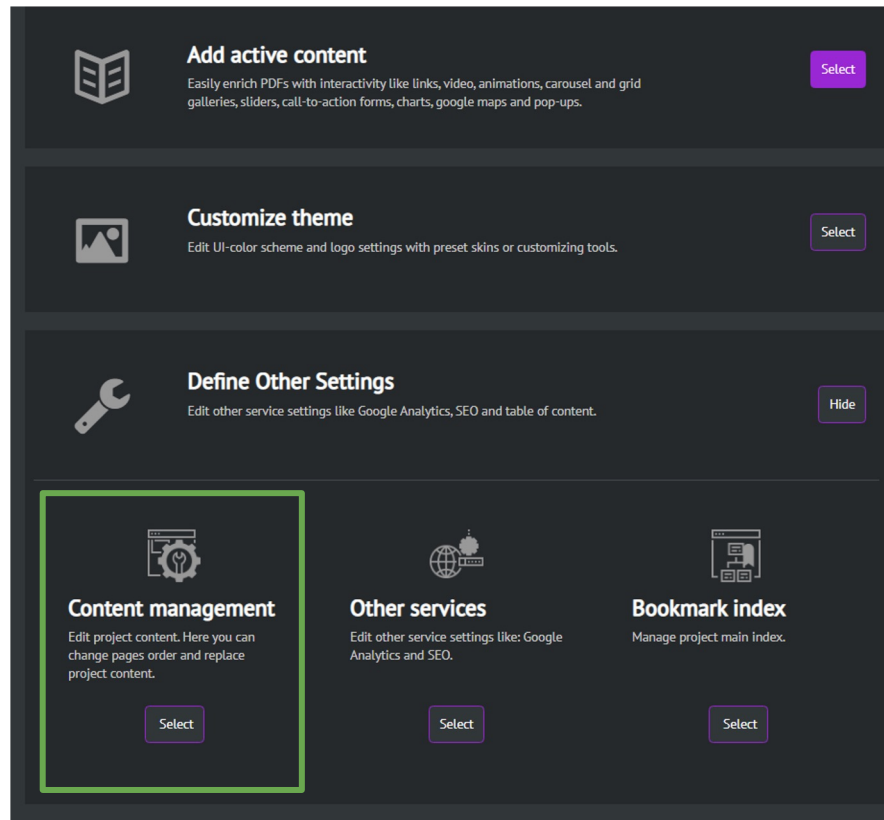 Add active content
Easily enrich PDFs with interactivity like links, video, animations, carousel and grid
galleries, sliders, call-to-action forms, charts, google maps and pop-ups.
Select
Customize theme
Edit UI-color scheme and logo settings with preset skins or customizing tools.
Select
Define Other Settings
Edit other service settings like Google Analytics, SEO and table of content.
Hide
Content management
Edit project content. Here you can
change pages order and replace
project content.
Select
Other services
Edit other service settings like: Google
Analytics and SEO.
Select
Bookmark index
Manage project main index.
Select